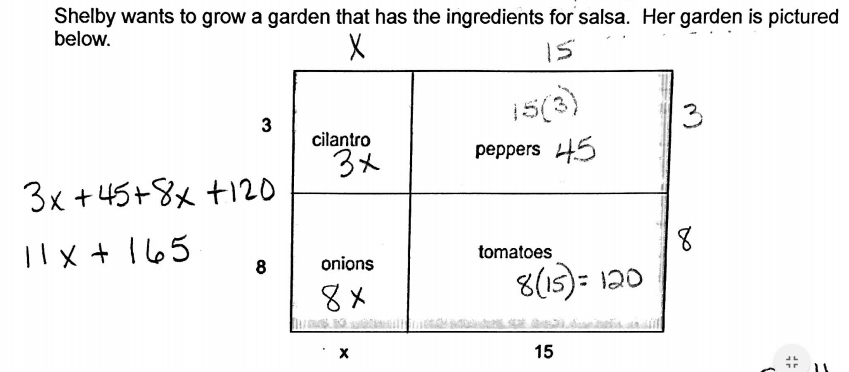 Shelby wants to grow a garden that has the ingredients for salsa. Her garden is pictured
below.
X 15
15(3)
3 3
cilantro
peppers 45
3x
3x + 45 + 8x + 120
11x + 165
8
tomatoes
8 onions
8(15) = 120
8x
x 15